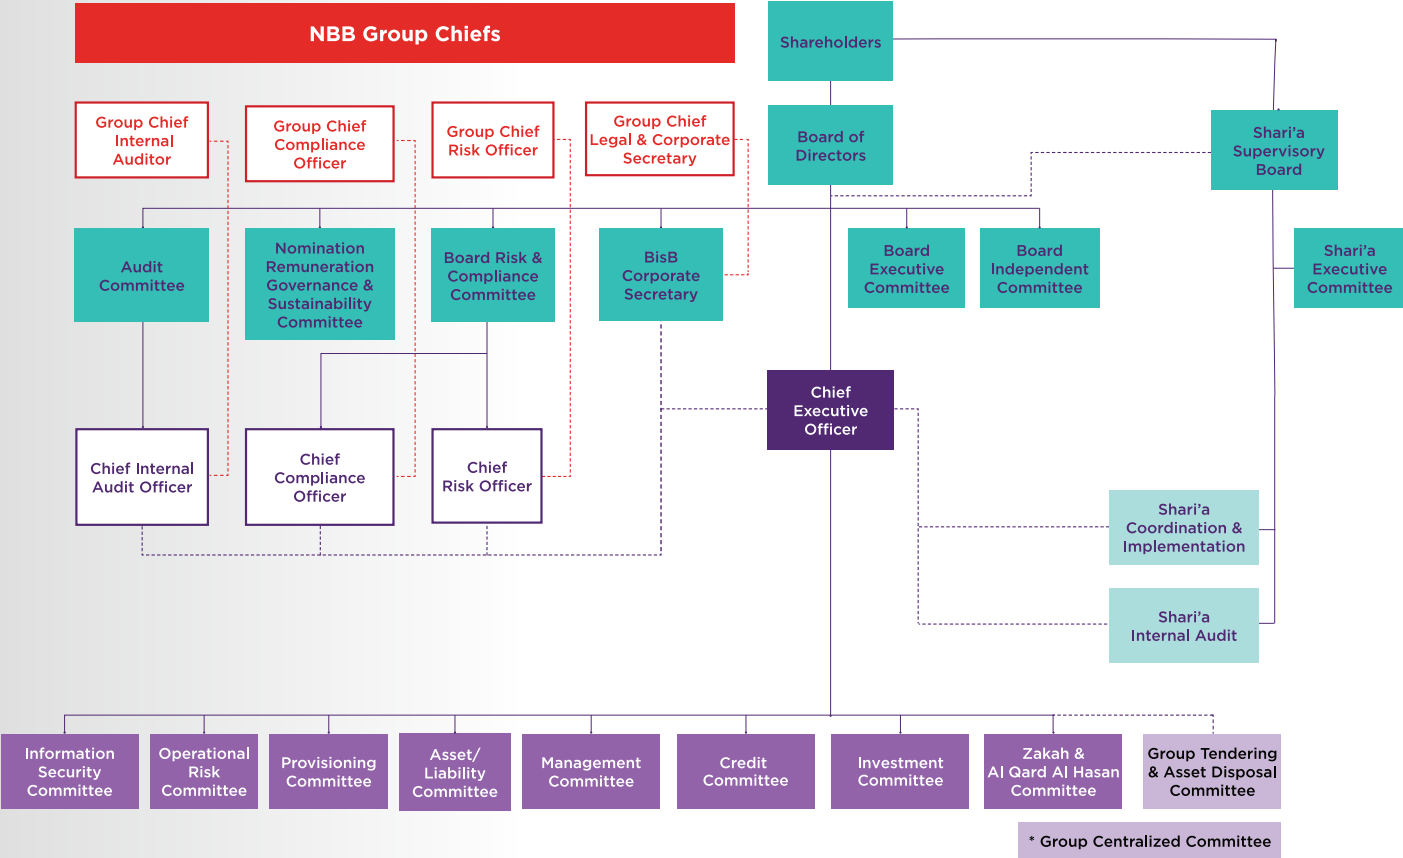 NBB Group Chiefs
Shareholders
Group Chief
Internal
Auditor
Group Chief
Compliance
Officer
Group Chief
Risk Officer
Group Chief
Legal & Corporate
Secretary
Board of
Directors
Shari’a
Supervisory
Board
Audit
Committee
Nomination
Remuneration
Governance &
Sustainability
Committee
Board Risk &
Compliance
Committee
BisB
Corporate
Secretary
Board
Executive
Committee
Board
Independent
Committee
Shari’a
Executive
Committee
Chief
Executive
Officer
Chief Internal
Audit Officer
Chief
Compliance
Officer
Chief
Risk Officer
Shari’a
Coordination &
Implementation
Shari’a
Internal Audit
Information
Security
Committee
Operational
Risk
Committee
Provisioning
Committee
Asset/
Liability
Committee
Management
Committee
Credit
Committee
Investment
Committee
Zakah &
Al Qard Al Hasan
Committee
Group Tendering
& Asset Disposal
Committee
* Group Centralized Committee